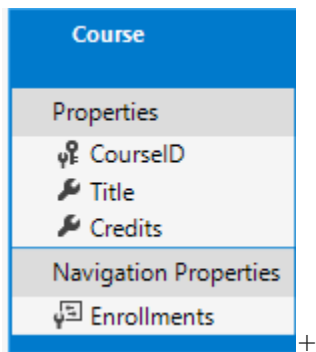 Course
Properties
CourseID
Title
Credits
Navigation Properties
Enrollments
+